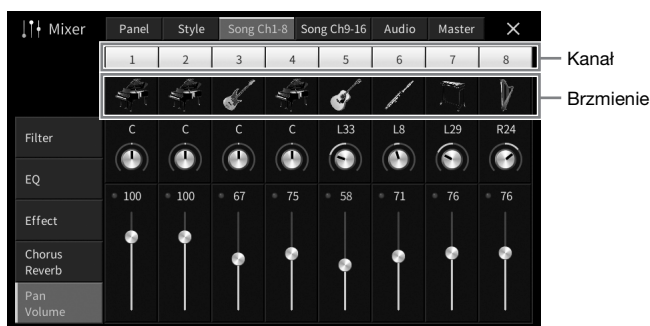 Mixer Panel Style Song Ch1-8 Song Ch9-16 Audio Master
1 2 3 4 5 6 7 8 Kanał
Brzmienie
Filter
C C C C L33 L8 L29 R24
EQ
100 100 67 75 58 71 76 76
Effect
Chorus
Reverb
Pan
Volume